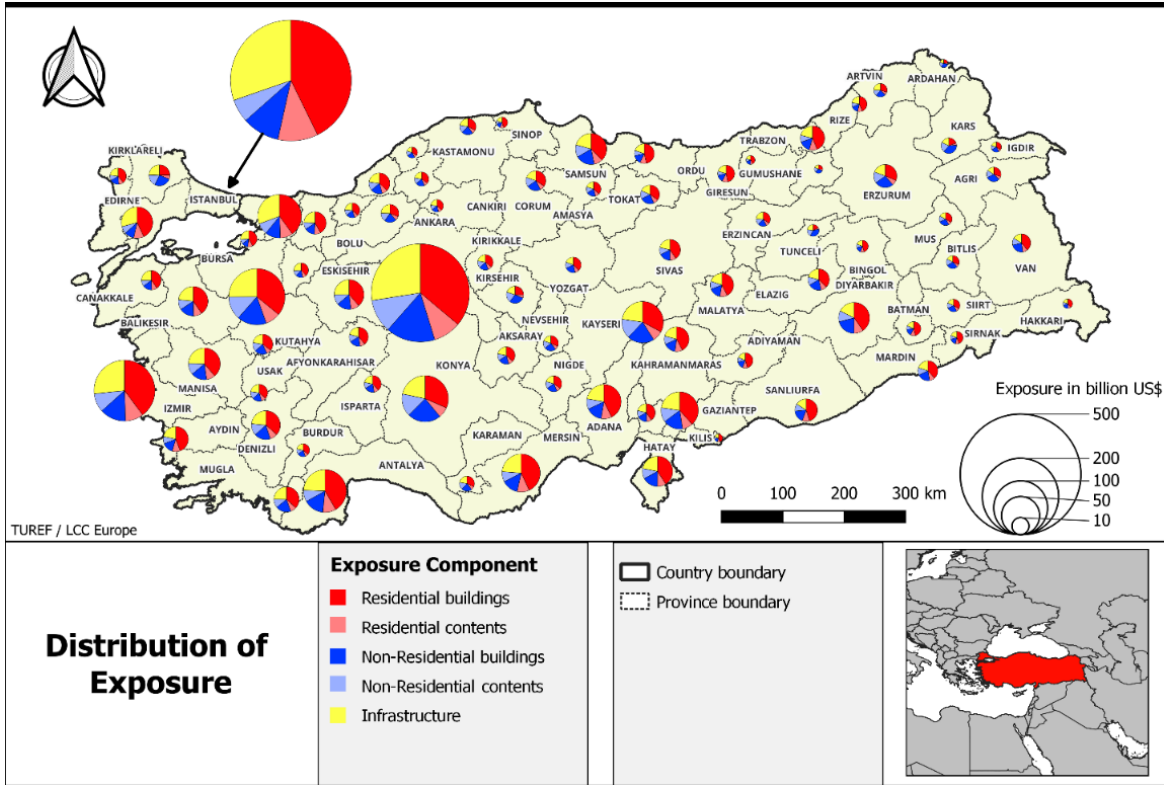 ARTVIN
ARDAHAN
SINOP
KARS
KIRKLARELI
KASTAMONU
TRABZON
RIZE
IGDIR
SAMSUN
ORDU
GUMUSHANE
AGRI
EDIRNE
ISTANBUL
CANKIRI
CORUM
TOKAT
GIRESUN
ERZURUM
AMASYA
ANKARA
ERZINCAN
BOLU
KIRIKKALE
MUS
BURSA
TUNCELI
BITLIS
ESKISEHIR
KIRSEHIR
YOZGAT
SIVAS
BINGOL
VAN
CANAKKALE
ELAZIG
DIYARBAKIR
BALIKESIR
NEVSEHIR
MALATYA
BATMAN
SIIRT
KAYSERI
HAKKARI
KUTAHYA
AKSARAY
ADIYAMAN
SIRNAK
AFYONKARAHISAR
KONYA
NIGDE
KAHRAMANMARAS
MARDIN
USAK
MANISA
SANLIURFA
Exposure in billion US$
IZMIR
ISPARTA
GAZIANTEP
500
AYDIN
BURDUR
ADANA
DENIZLI
KARAMAN
MERSIN
KILIS
HATAY
MUGLA
ANTALYA
200
100
50
10
0 100 200 300 km
TUREF / LCC Europe
Distribution of
Exposure
Exposure Component
Residential buildings
Residential contents
Non-Residential buildings
Non-Residential contents
Infrastructure
Country boundary
Province boundary